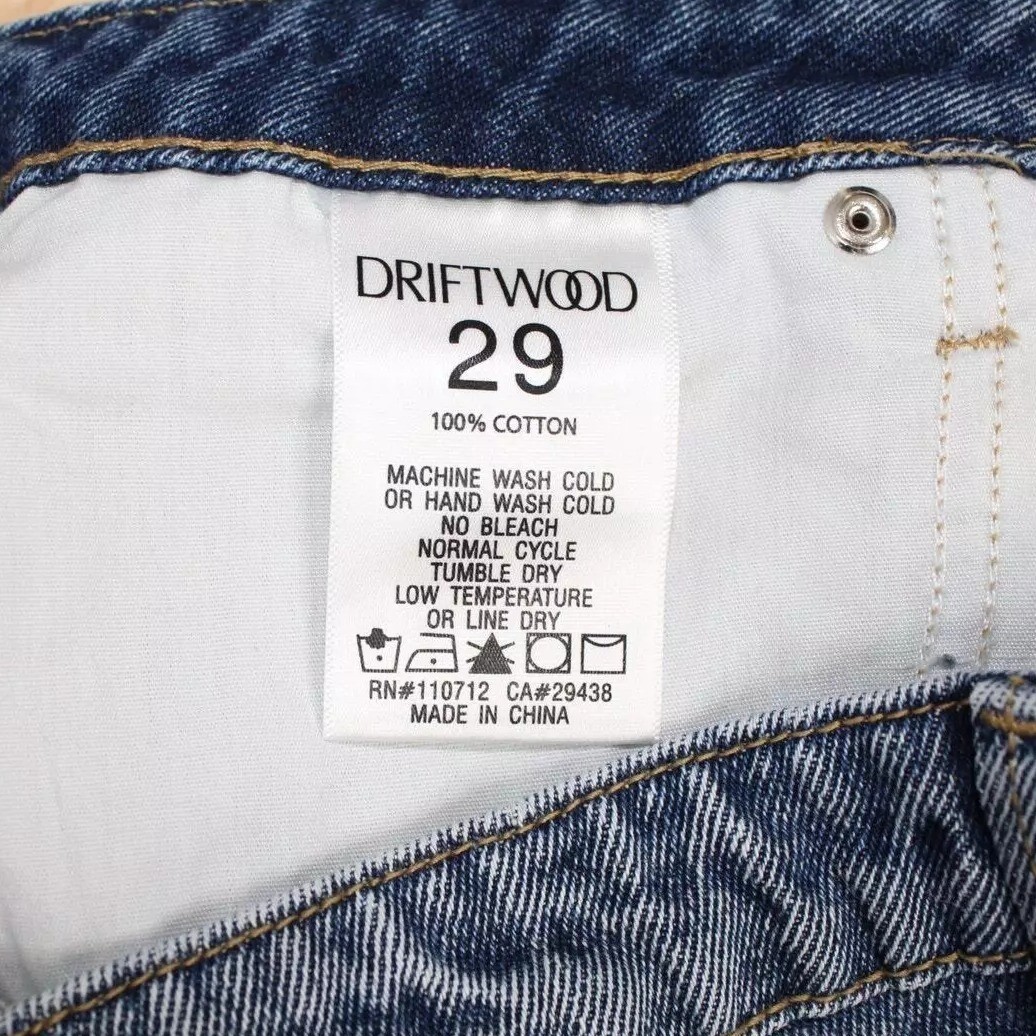 DRIFTWOOD
29
100% COTTON
MACHINE WASH COLD
OR HAND WASH COLD
NO BLEACH
NORMAL CYCLE
TUMBLE DRY
LOW TEMPERATURE
OR LINE DRY
RN#110712 CA#29438
MADE IN CHINA